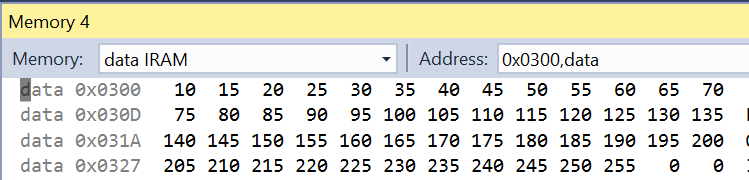 Memory 4
Memory: data IRAM Address: 0x0300,data
data 0x0300 10 15 20 25 30 35 40 45 50 55 60 65 70
data 0x030D 75 80 85 90 95 100 105 110 115 120 125 130 135
data 0x031A 140 145 150 155 160 165 170 175 180 185 190 195 200
data 0x0327 205 210 215 220 225 230 235 240 245 250 255 0 0